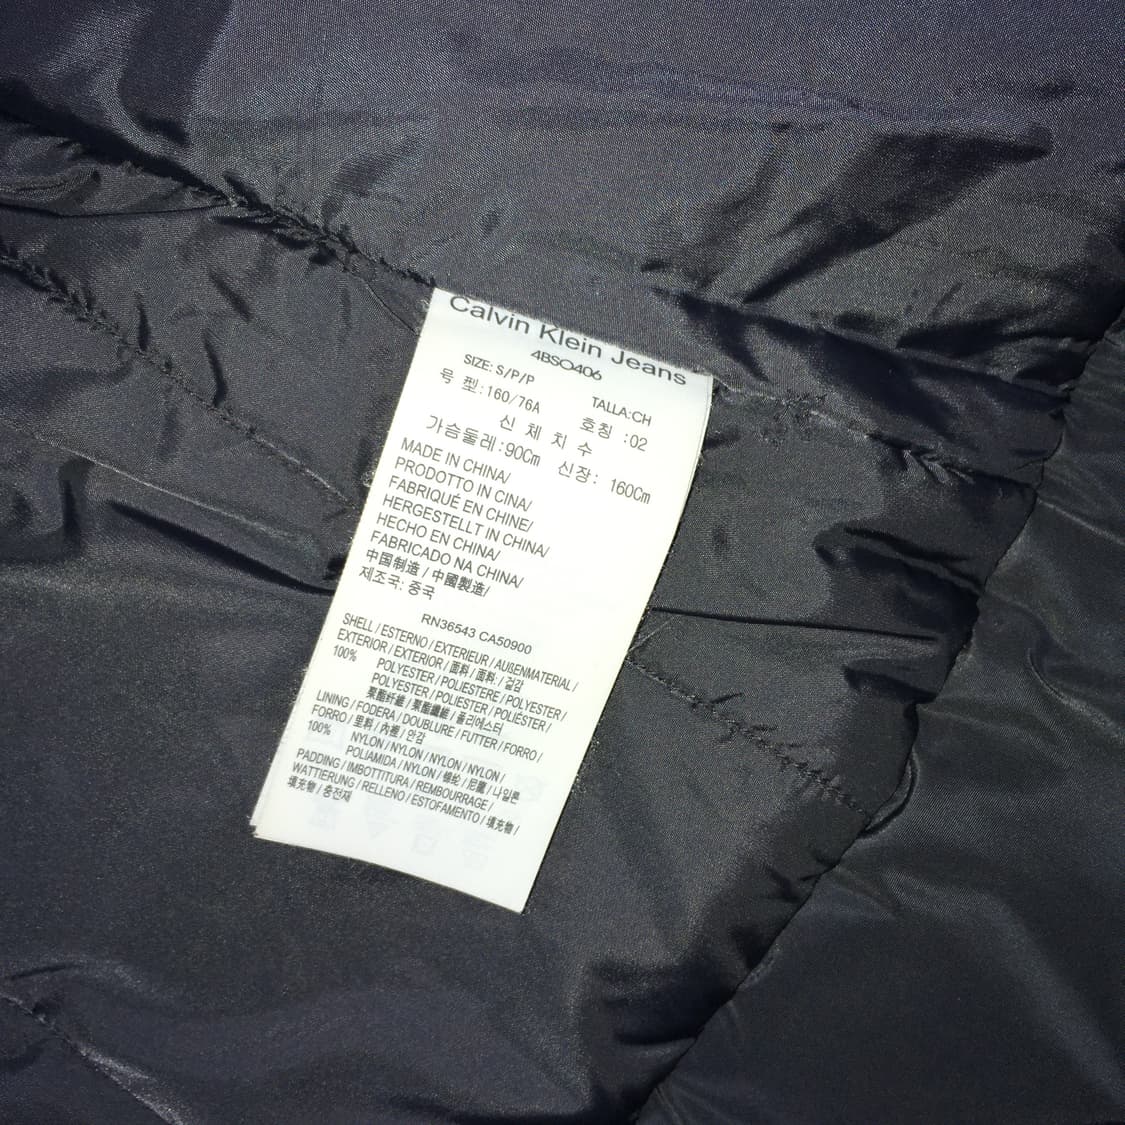 Calvin Klein Jeans
4BSO406
SIZE: S/P/P TALLA:CH
号型:160/76A 호칭 :02
신 체 치 수
가슴둘레:90Cm 신장: 160Cm
MADE IN CHINA/
PRODOTTO IN CINA/
FABRIQUÉ EN CHINE/
HERGESTELLT IN CHINA/
HECHO EN CHINA/
FABRICADO NA CHINA/
中国制造 / 中國製造/
제조국: 중국
RN36543 CA50900
SHELL / ESTERNO / EXTERIEUR / AUßENMATERIAL /
EXTERIOR / EXTERIOR / 面料 / 面料: / 겉감
100% POLYESTER / POLIESTERE / POLYESTER /
POLYESTER / POLIESTER / POLIÉSTER /
聚酯纤维 / 聚酯纖維 / 폴리에스터
LINING / FODERA / DOUBLURE / FUTTER / FORRO /
FORRO / 里料 / 內裡 / 안감
100% NYLON / NYLON / NYLON / NYLON /
POLIAMIDA / NYLON / 锦纶 / 尼龍 / 나일론
PADDING / IMBOTTITURA / REMBOURRAGE /
WATTIERUNG / RELLENO / ESTOFAMENTO / 填充物 /
填充物 / 충전재